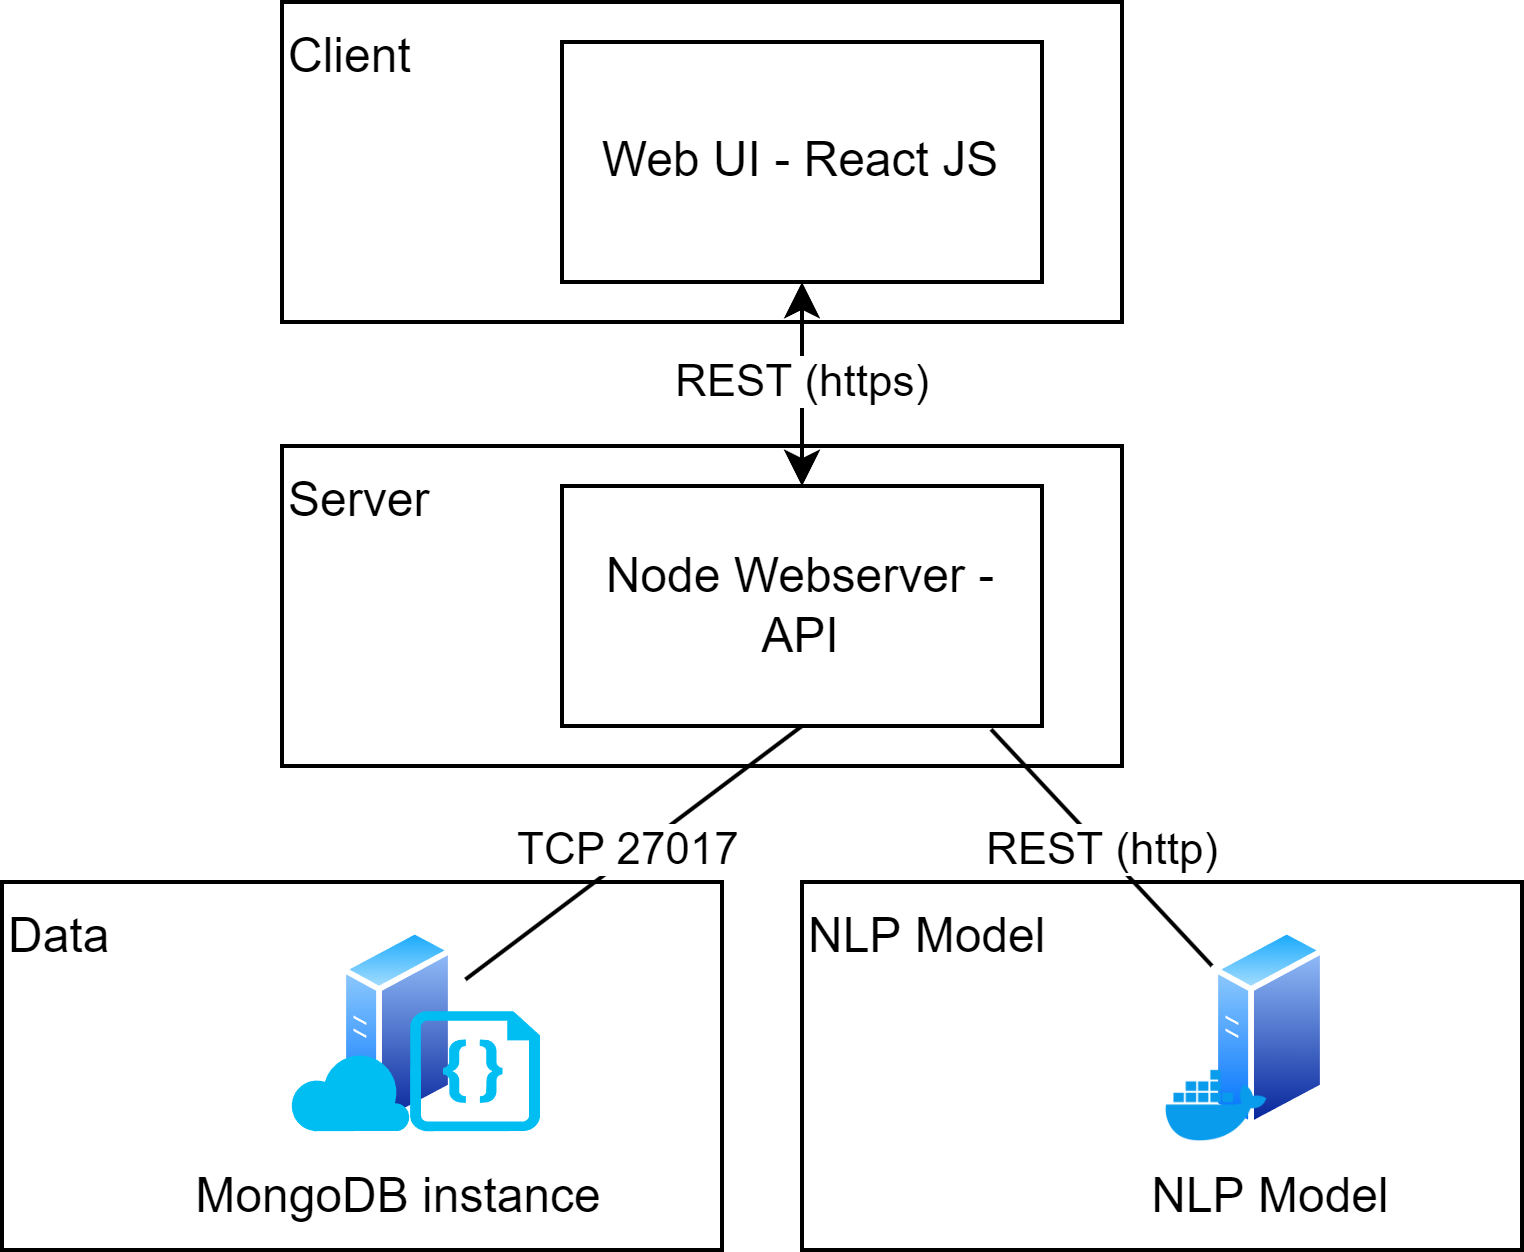 Client
Web UI - React JS
REST (https)
Server
Node Webserver -
API
TCP 27017
REST (http)
Data
{}
MongoDB instance
NLP Model
NLP Model